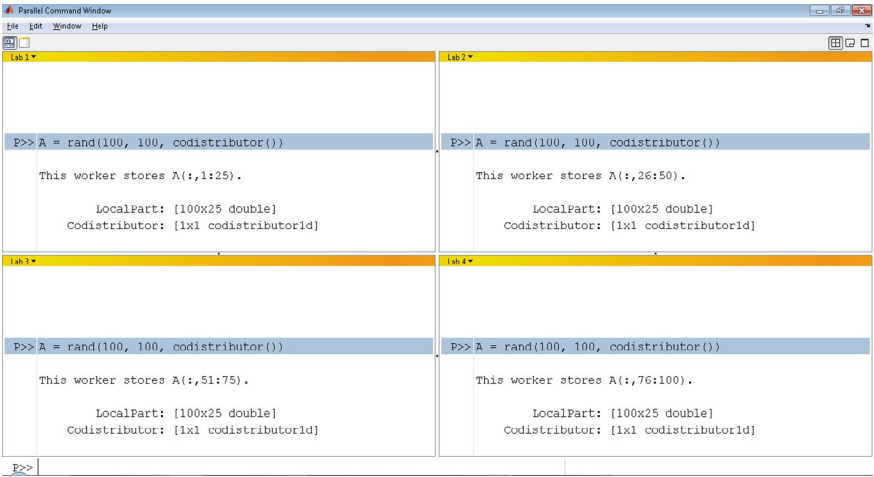 Parallel Command Window
File Edit Window Help
Lab 1
P>> A = rand(100, 100, codistributor())
This worker stores A(:,1:25).
LocalPart: [100x25 double]
Codistributor: [1x1 codistributor1d]
Lab 2
P>> A = rand(100, 100, codistributor())
This worker stores A(:,26:50).
LocalPart: [100x25 double]
Codistributor: [1x1 codistributor1d]
Lab 3
P>> A = rand(100, 100, codistributor())
This worker stores A(:,51:75).
LocalPart: [100x25 double]
Codistributor: [1x1 codistributor1d]
Lab 4
P>> A = rand(100, 100, codistributor())
This worker stores A(:,76:100).
LocalPart: [100x25 double]
Codistributor: [1x1 codistributor1d]
P>>